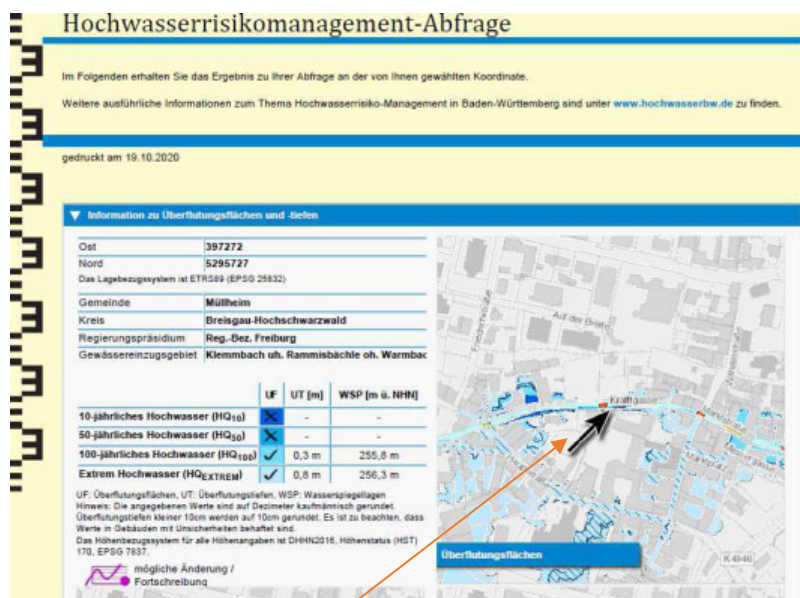 Hochwasserrisikomanagement-Abfrage
Im Folgenden erhalten Sie das Ergebnis zu Ihrer Abfrage an der von Ihnen gewählten Koordinate.
Weitere ausführliche Informationen zum Thema Hochwasserrisiko-Management in Baden-Württemberg sind unter www.hochwasserbw.de zu finden.
gedruckt am 19.10.2020
Information zu Überflutungsflächen und -tiefen
Ost 397272
Nord 5295727
Das Lagebezugssystem ist ETRS89 (EPSG 25832)
Gemeinde Müllheim
Kreis Breisgau-Hochschwarzwald
Regierungspräsidium Reg.-Bez. Freiburg
Gewässereinzugsgebiet Klemmbach uh. Rammisbächle oh. Warmbac
UF UT [m] WSP [m ü. NHN]
10-jährliches Hochwasser (HQ10) - -
50-jährliches Hochwasser (HQ50) - -
100-jährliches Hochwasser (HQ100) 0,3 m 255,8 m
Extrem Hochwasser (HQEXTREM) 0,8 m 256,3 m
UF: Überflutungsflächen, UT: Überflutungstiefen, WSP: Wasserspiegellagen
Hinweis: Die angegebenen Werte sind auf Dezimeter kaufmännisch gerundet.
Überflutungstiefen kleiner 10cm werden auf 10cm gerundet. Es ist zu beachten, dass
Werte in Gebäuden mit Unsicherheiten behaftet sind.
Das Höhenbezugssystem für alle Höhenangaben ist DHHN2016, Höhenstatus (HST)
170, EPSG 7837.
mögliche Änderung /
Fortschreibung
Friedrichstraße
Auf der Breite
Krafftgasse
Marktplatz
Überflutungsflächen
K4946